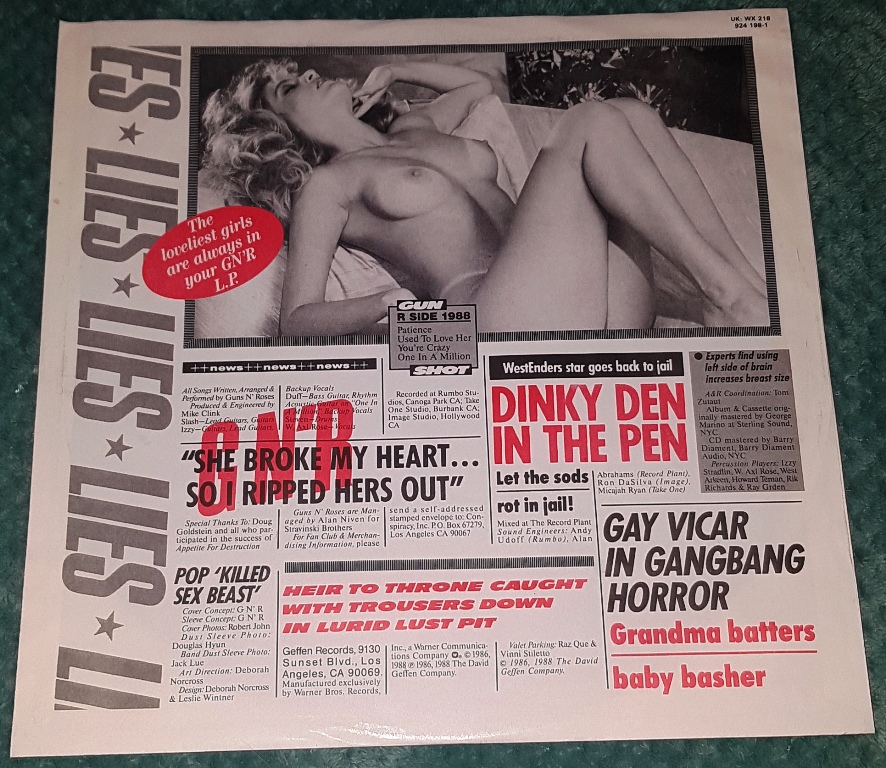 UK: WX 218
924 198-1
IES ★ LIES ★ LIES ★ LIES ★ LI
The
loveliest girls
are always in
your GN'R
L.P.
GUN
R SIDE 1988
Patience
Used To Love Her
You're Crazy
One In A Million
SHOT
++news++news++news++
All Songs Written, Arranged &
Performed by Guns N' Roses
Produced & Engineered by
Mike Clink
Slash—Lead Guitar, Guitars
Izzy—Guitars, Lead Guitar,
Backup Vocals
Duff—Bass Guitar, Rhythm
Acoustic Guitar on "One In
A Million", Backup Vocals
Steven—Drums
W. Axl Rose—Vocals
Recorded at Rumbo Stu-
dios, Canoga Park CA; Take
One Studio, Burbank CA;
Image Studio, Hollywood
CA
GN'R
"SHE BROKE MY HEART...
SO I RIPPED HERS OUT"
Special Thanks To: Doug
Goldstein and all who par-
ticipated in the success of
Appetite For Destruction
Guns N' Roses are Man-
aged by Alan Niven for
Stravinski Brothers
For Fan Club & Merchan-
dising Information, please
send a self-addressed
stamped envelope to: Con-
spiracy, Inc. P.O. Box 67279,
Los Angeles CA 90067
WestEnders star goes back to jail
DINKY DEN
IN THE PEN
Let the sods
rot in jail!
Mixed at The Record Plant
Sound Engineers: Andy
Udoff (Rumbo), Alan
Abrahams (Record Plant),
Ron DaSilva (Image),
Micajah Ryan (Take One)
● Experts find using
left side of brain
increases breast size
A&R Coordination: Tom
Zutaut
Album & Cassette orig-
inally mastered by George
Marino at Sterling Sound,
NYC
CD mastered by Barry
Diament, Barry Diament
Audio, NYC
Percussion Players: Izzy
Stradlin, W. Axl Rose, West
Arkeen, Howard Teman, Rik
Richards & Ray Grden
GAY VICAR
IN GANGBANG
HORROR
Grandma batters
baby basher
POP 'KILLED
SEX BEAST'
Cover Concept: G N' R
Sleeve Concept: G N' R
Cover Photos: Robert John
Dust Sleeve Photo:
Douglas Hyun
Band Dust Sleeve Photo:
Jack Lue
Art Direction: Deborah
Norcross
Design: Deborah Norcross
& Leslie Wintner
HEIR TO THRONE CAUGHT
WITH TROUSERS DOWN
IN LURID LUST PIT
Geffen Records, 9130
Sunset Blvd., Los
Angeles, CA 90069.
Manufactured exclusively
by Warner Bros. Records,
Inc., a Warner Communica-
tions Company © 1986,
1988 ℗ 1986, 1988 The David
Geffen Company.
Valet Parking: Raz Que &
Vinni Stiletto
© 1986, 1988 The David
Geffen Company.